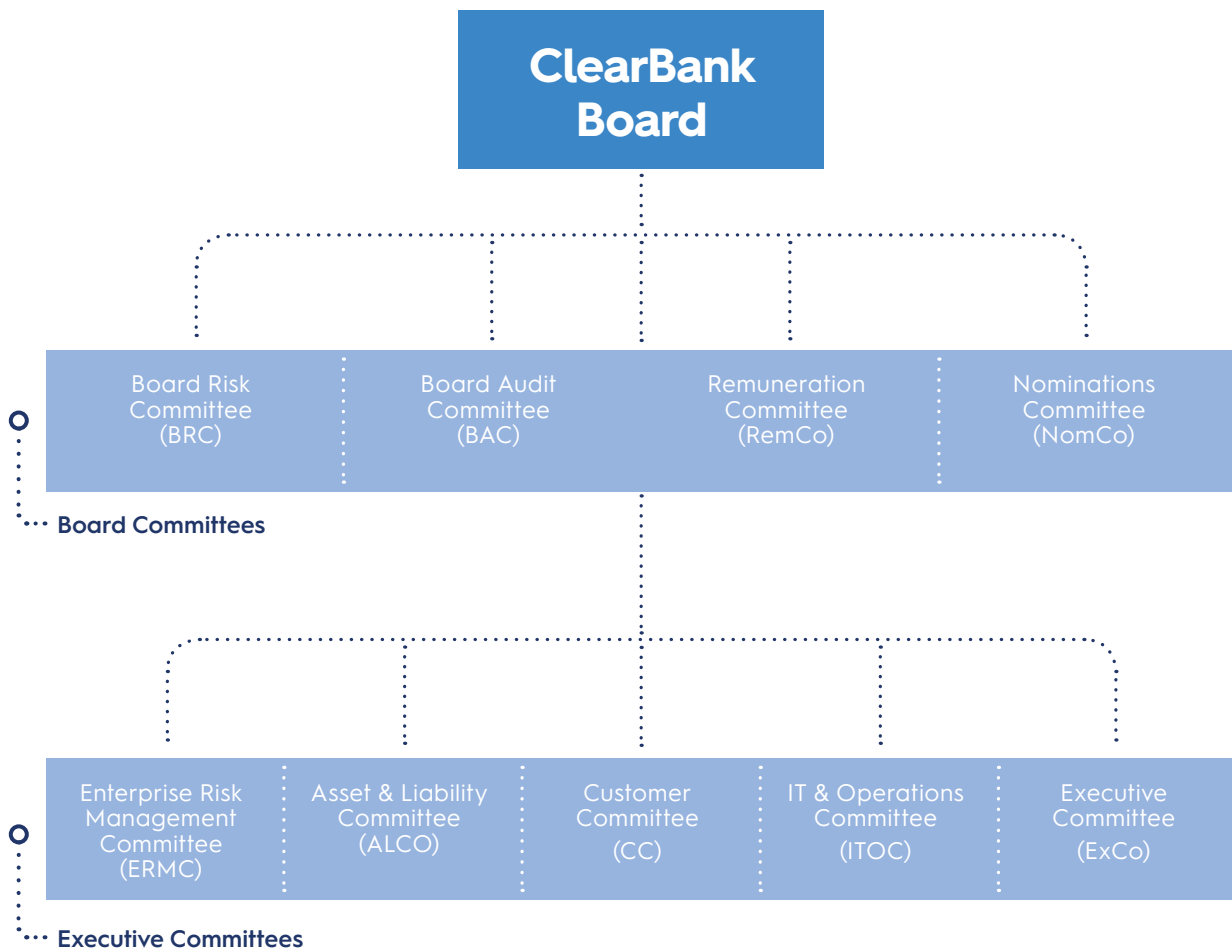 ClearBank
Board
Board Risk
Committee
(BRC)
Board Audit
Committee
(BAC)
Remuneration
Committee
(RemCo)
Nominations
Committee
(NomCo)
Board Committees
Enterprise Risk
Management
Committee
(ERMC)
Asset & Liability
Committee
(ALCO)
Customer
Committee
(CC)
IT & Operations
Committee
(ITOC)
Executive
Committee
(ExCo)
Executive Committees